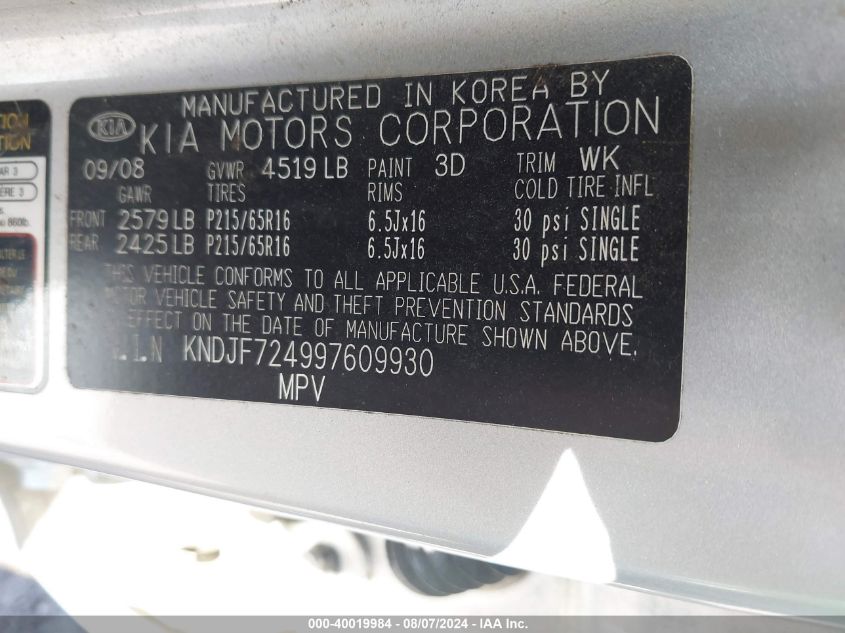 MANUFACTURED IN KOREA BY
KIA KIA MOTORS CORPORATION
09/08 GVWR 4519 LB PAINT 3D TRIM WK
GAWR TIRES RIMS COLD TIRE INFL
FRONT 2579 LB P215/65R16 6.5Jx16 30 psi SINGLE
REAR 2425 LB P215/65R16 6.5Jx16 30 psi SINGLE
THIS VEHICLE CONFORMS TO ALL APPLICABLE U.S.A. FEDERAL
MOTOR VEHICLE SAFETY AND THEFT PREVENTION STANDARDS
EFFECT ON THE DATE OF MANUFACTURE SHOWN ABOVE.
KNDJF724997609930
MPV
000-40019984 - 08/07/2024 - IAA Inc.